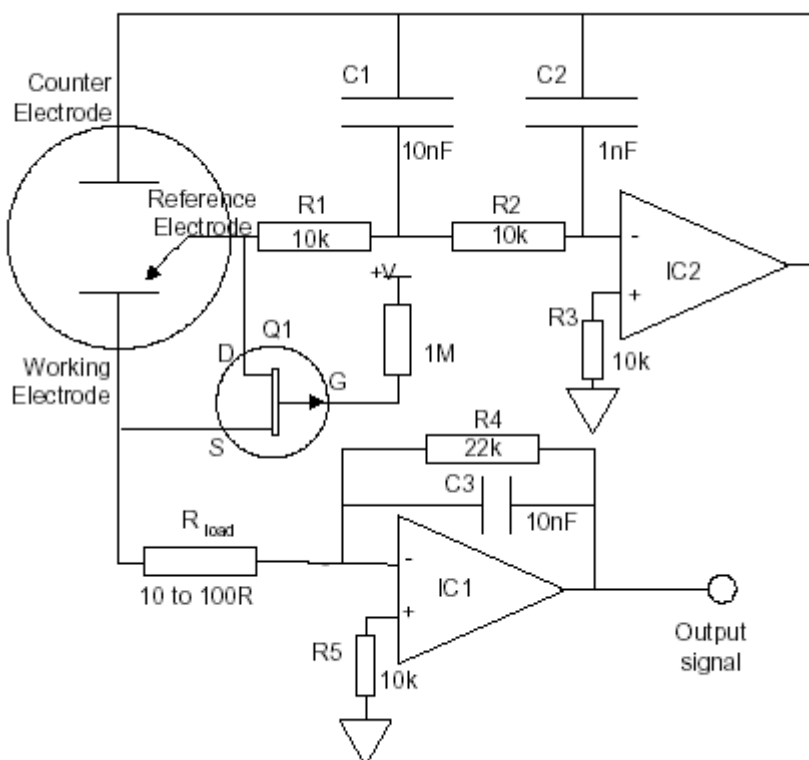 C1
C2
Counter
Electrode
10nF
1nF
Reference
Electrode
R1
10k
R2
10k
-
IC2
+
+V
R3
10k
Q1
D
G
1M
Working
Electrode
S
R4
22k
C3
10nF
R load
10 to 100R
-
IC1
+
R5
10k
Output
signal